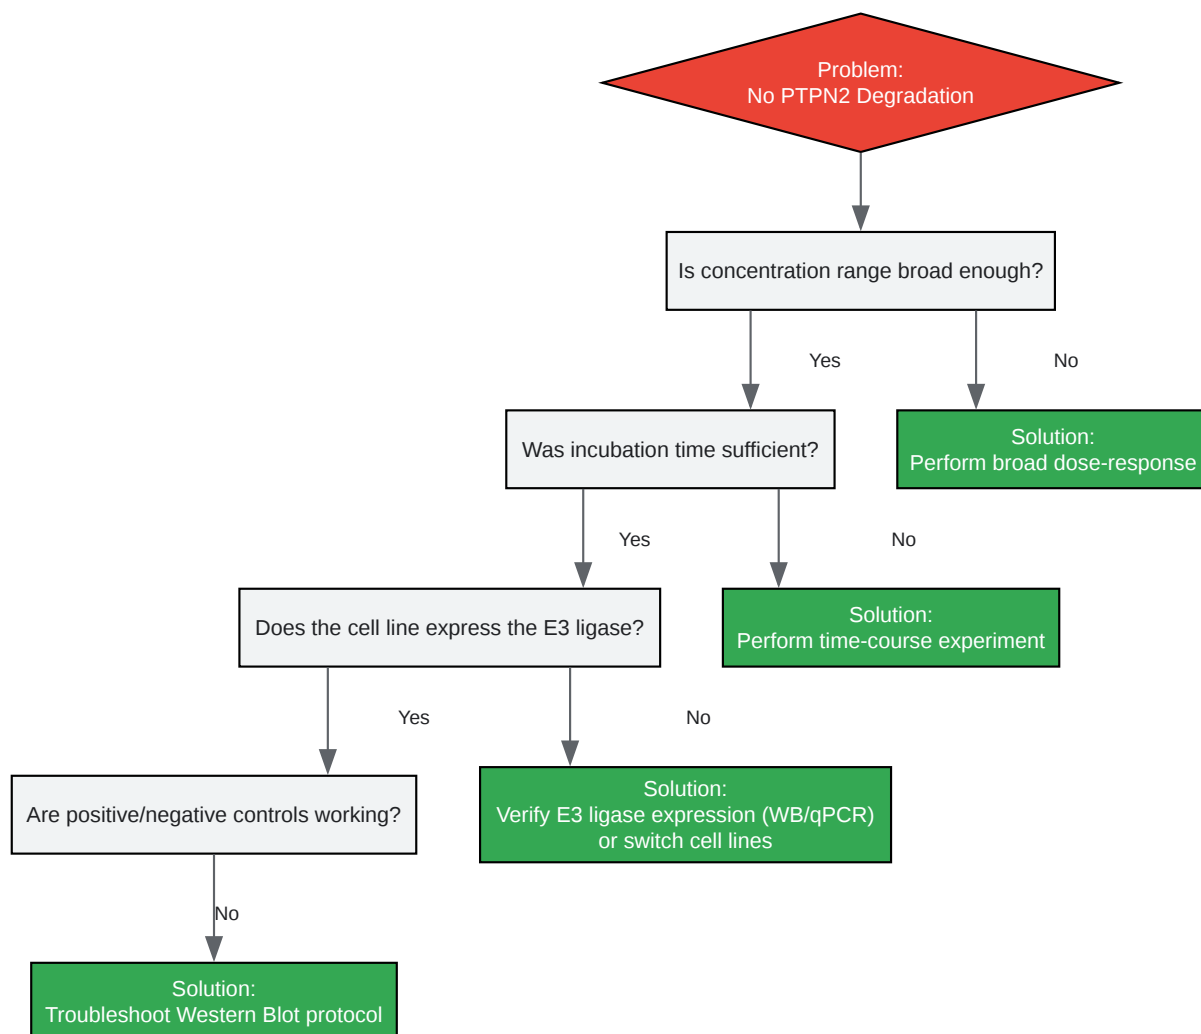 Problem:
No PTPN2 Degradation
Is concentration range broad enough?
Yes
No
Was incubation time sufficient?
Solution:
Perform broad dose-response
Yes
No
Does the cell line express the E3 ligase?
Solution:
Perform time-course experiment
Yes
No
Are positive/negative controls working?
Solution:
Verify E3 ligase expression (WB/qPCR)
or switch cell lines
No
Solution:
Troubleshoot Western Blot protocol